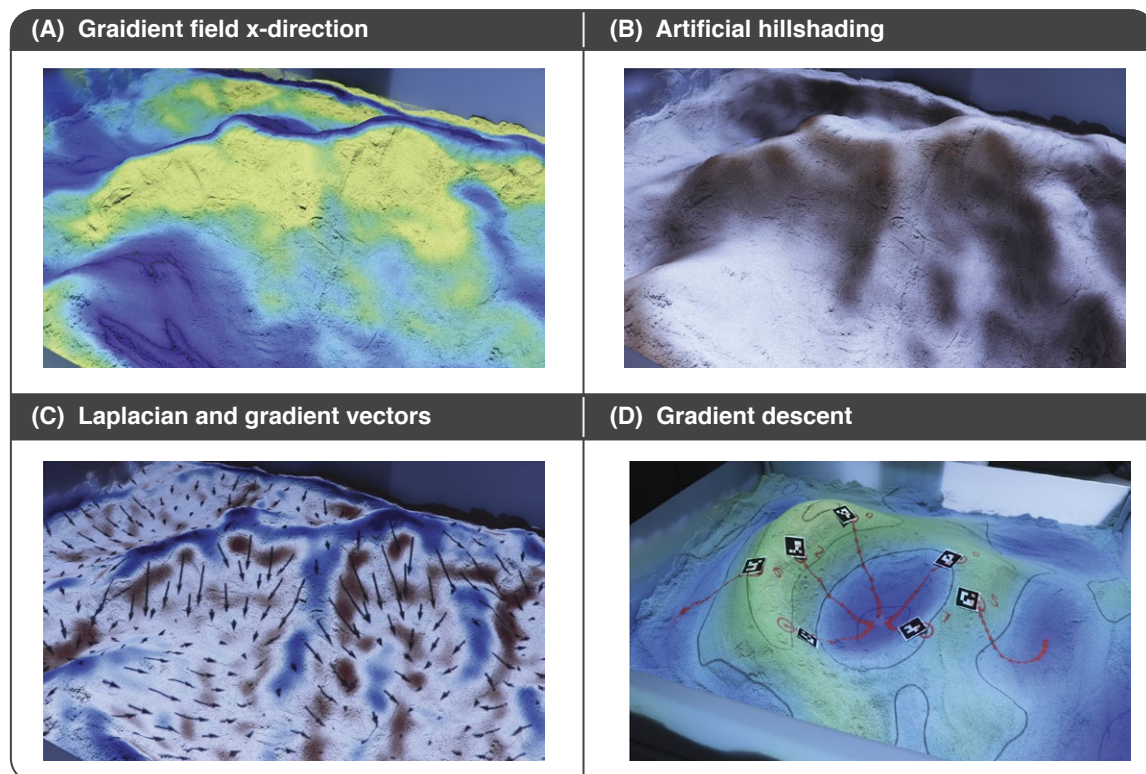 (A) Graidient field x-direction
(B) Artificial hillshading
(C) Laplacian and gradient vectors
(D) Gradient descent